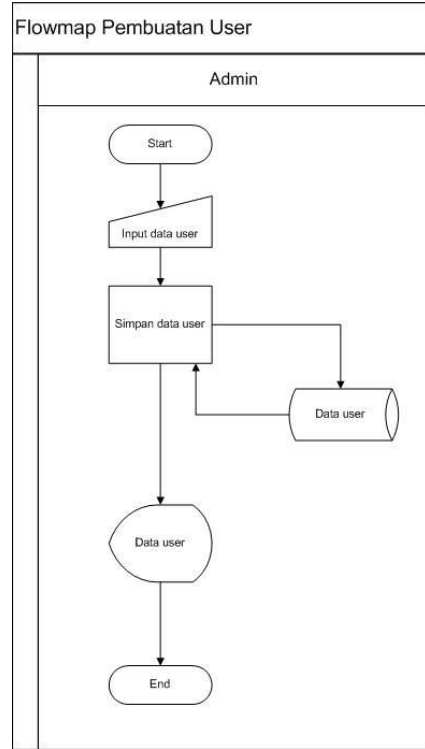 Flowmap Pembuatan User
Admin
Start
Input data user
Simpan data user
Data user
Data user
End